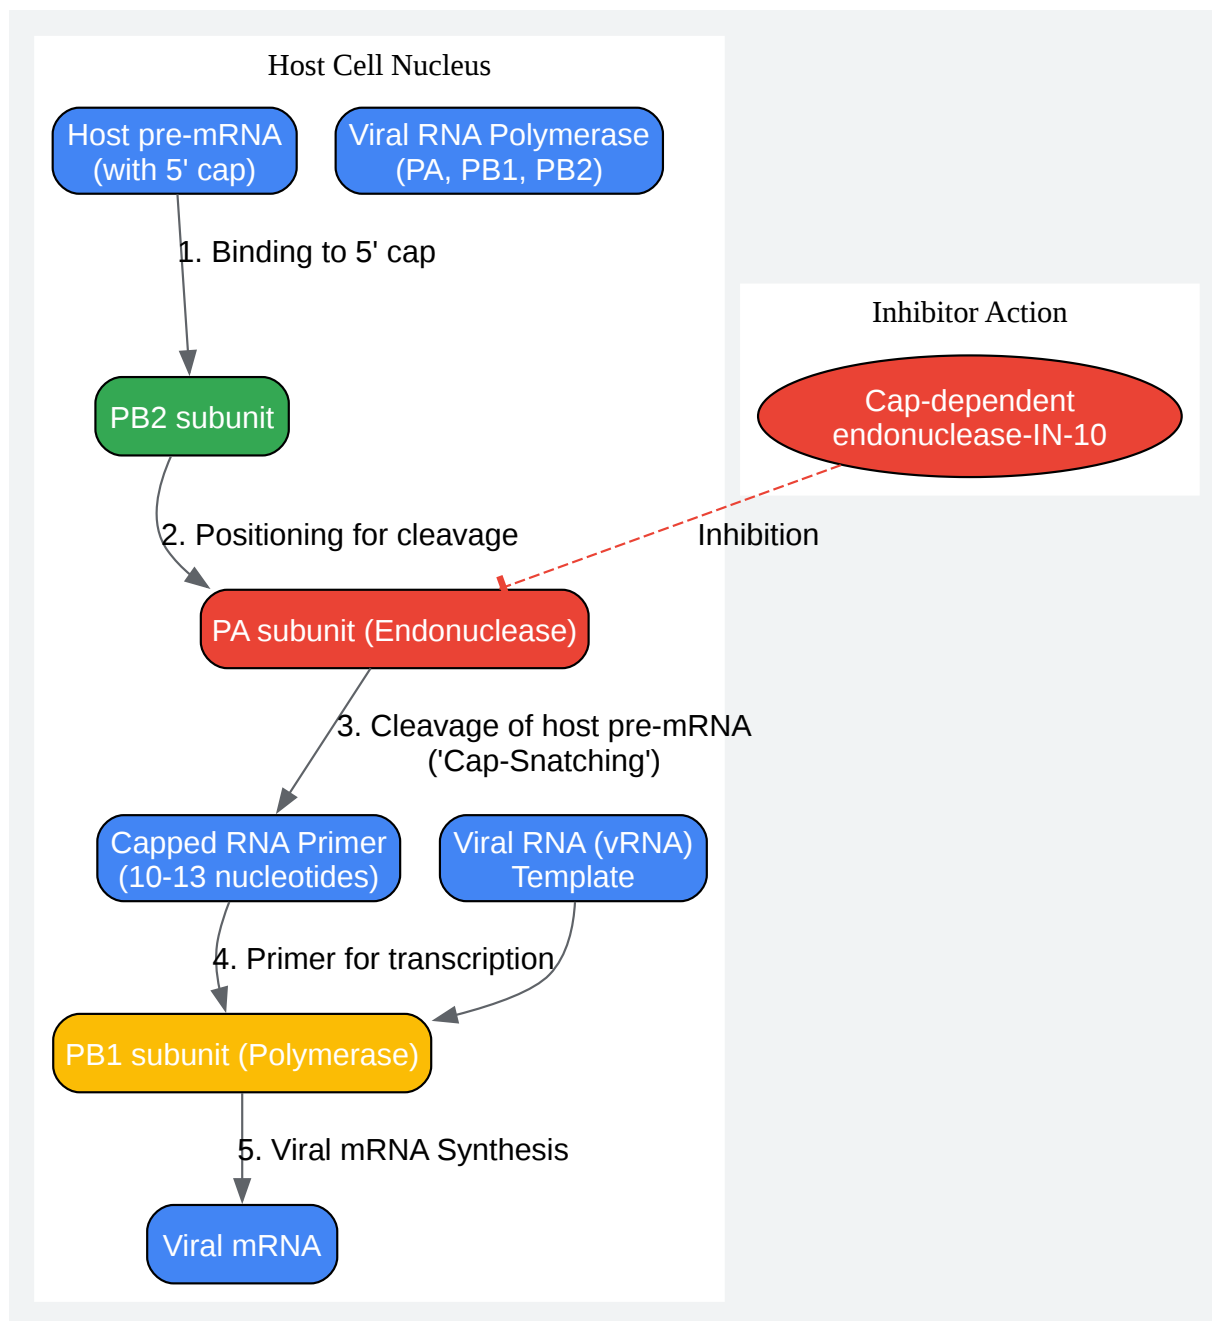 Host Cell Nucleus
Host pre-mRNA
(with 5' cap)
Viral RNA Polymerase
(PA, PB1, PB2)
1. Binding to 5' cap
Inhibitor Action
PB2 subunit
Cap-dependent
endonuclease-IN-10
2. Positioning for cleavage
Inhibition
PA subunit (Endonuclease)
3. Cleavage of host pre-mRNA
('Cap-Snatching')
Capped RNA Primer
(10-13 nucleotides)
Viral RNA (vRNA)
Template
4. Primer for transcription
PB1 subunit (Polymerase)
5. Viral mRNA Synthesis
Viral mRNA